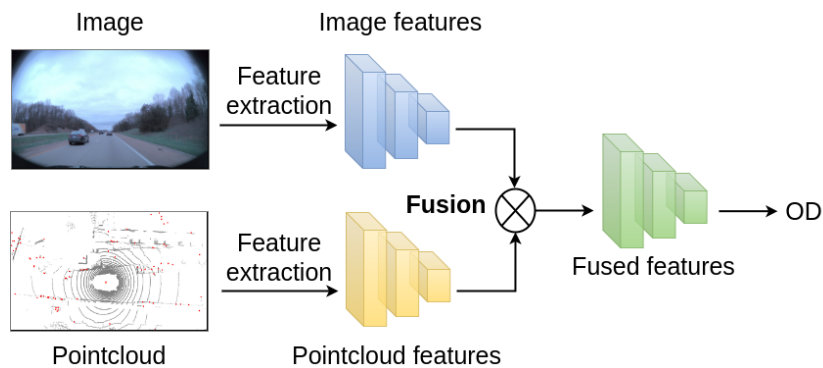 Image
Image features
Feature
extraction
Fusion
Feature
extraction
Fused features
OD
Pointcloud
Pointcloud features